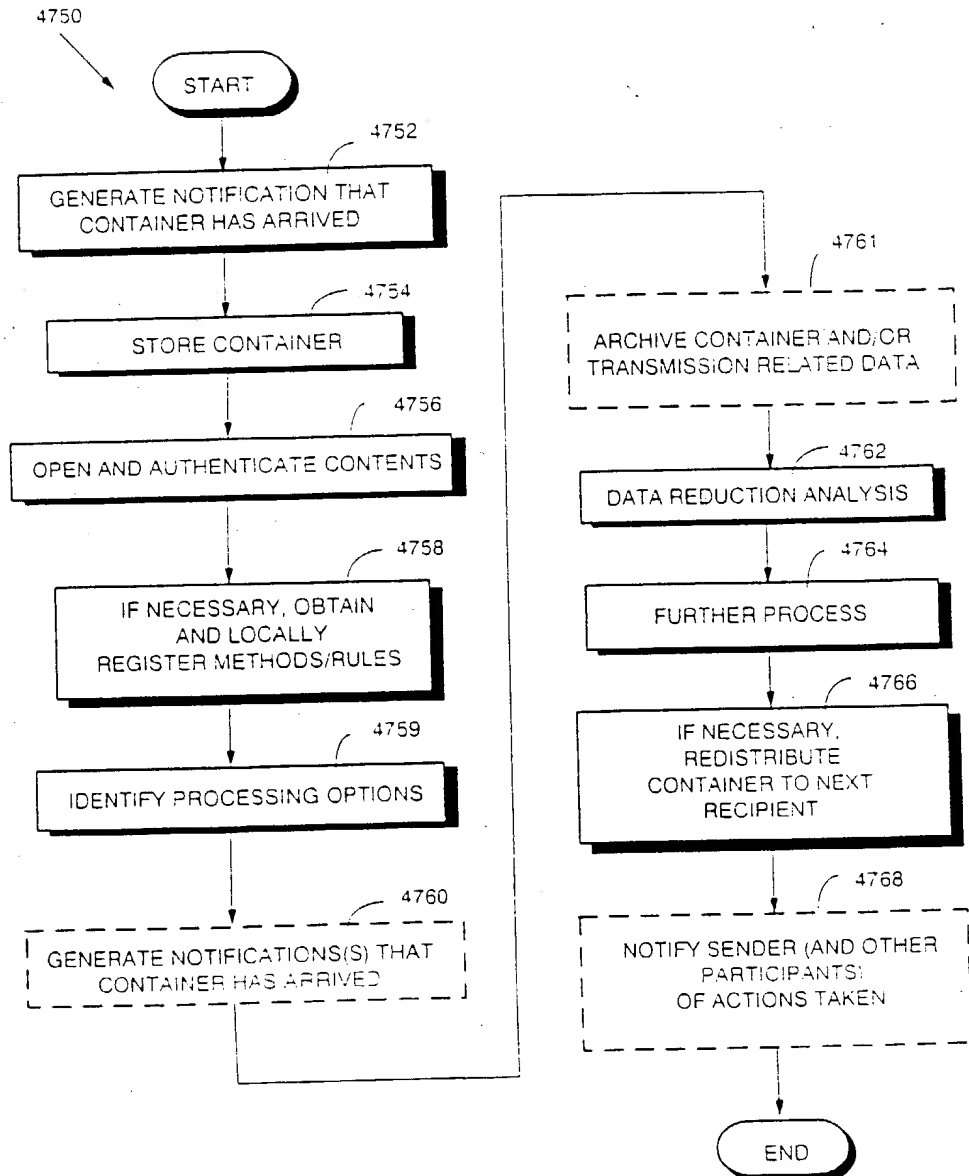 4750
START
4752
GENERATE NOTIFICATION THAT
CONTAINER HAS ARRIVED
4754
STORE CONTAINER
4756
OPEN AND AUTHENTICATE CONTENTS
4758
IF NECESSARY, OBTAIN
AND LOCALLY
REGISTER METHODS/RULES
4759
IDENTIFY PROCESSING OPTIONS
4760
GENERATE NOTIFICATIONS(S) THAT
CONTAINER HAS ARRIVED
4761
ARCHIVE CONTAINER AND/OR
TRANSMISSION RELATED DATA
4762
DATA REDUCTION ANALYSIS
4764
FURTHER PROCESS
4766
IF NECESSARY,
REDISTRIBUTE
CONTAINER TO NEXT
RECIPIENT
4768
NOTIFY SENDER (AND OTHER
PARTICIPANTS)
OF ACTIONS TAKEN
END